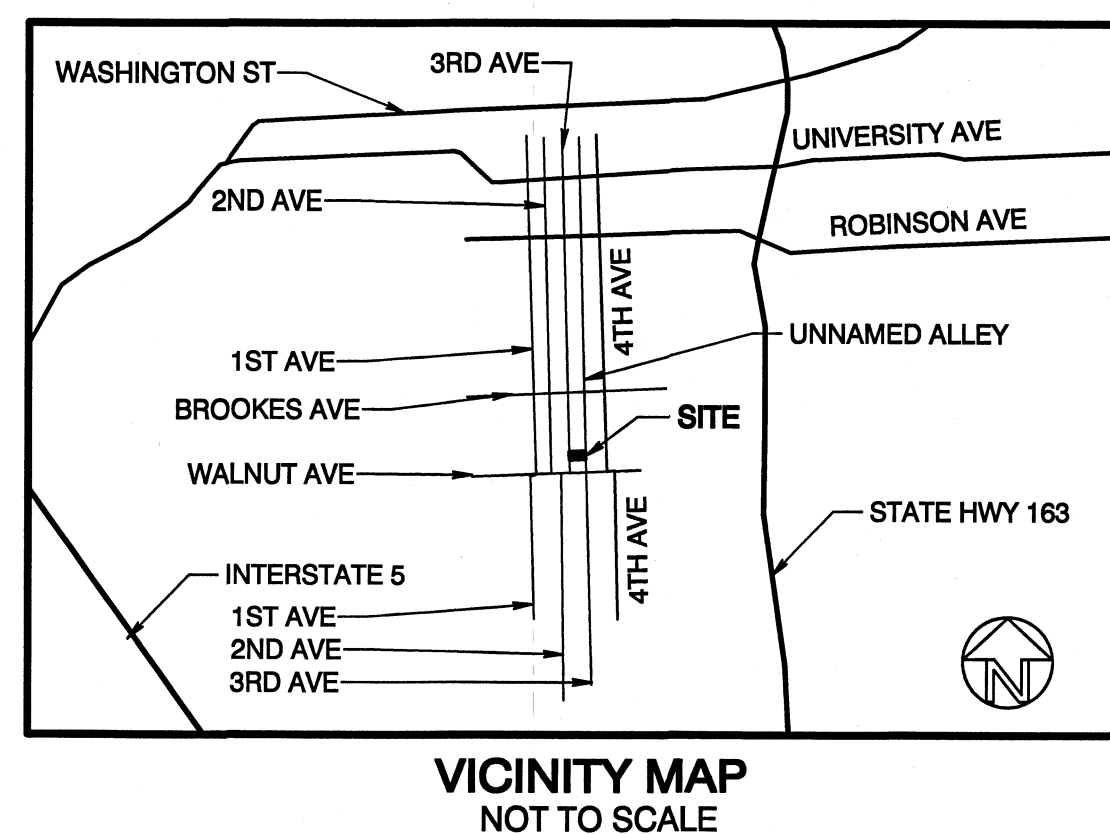 3RD AVE
WASHINGTON ST
UNIVERSITY AVE
2ND AVE
ROBINSON AVE
4TH AVE
UNNAMED ALLEY
1ST AVE
BROOKES AVE
SITE
WALNUT AVE
4TH AVE
STATE HWY 163
INTERSTATE 5
1ST AVE
2ND AVE
3RD AVE
N
VICINITY MAP
NOT TO SCALE